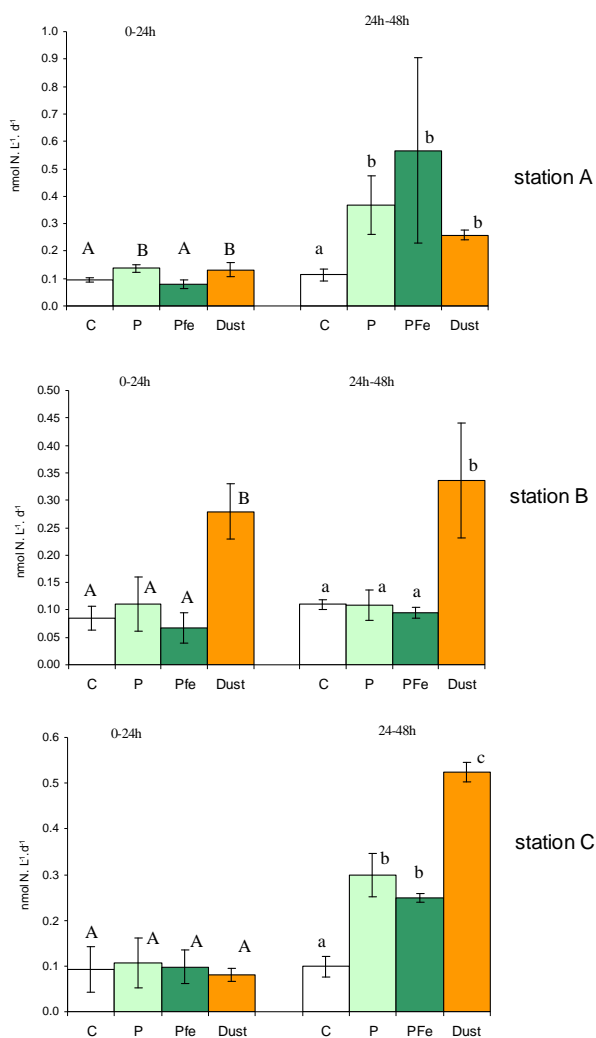 0-24h 24h-48h
1.0
0.9
0.8
0.7
0.6
0.5
0.4
0.3
0.2
0.1
0.0
nmol N. L⁻¹. d⁻¹
A B A B
a b b b
C P Pfe Dust C P PFe Dust
station A
0-24h 24h-48h
0.50
0.45
0.40
0.35
0.30
0.25
0.20
0.15
0.10
0.05
0.00
nmol N. L⁻¹. d⁻¹
A A A B
a a a b
C P Pfe Dust C P PFe Dust
station B
0-24h 24-48h
0.6
0.5
0.4
0.3
0.2
0.1
0.0
nmol N. L⁻¹.d⁻¹
A A A A
a b b c
C P Pfe Dust C P PFe Dust
station C